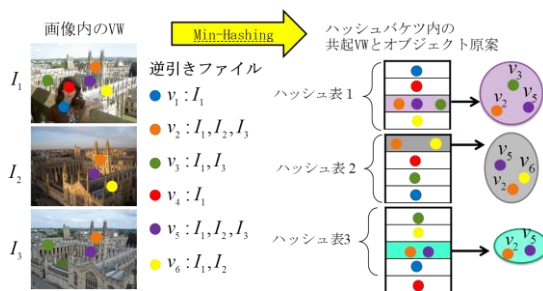 画像内のVW
Min-Hashing
ハッシュバケツ内の
共起VWとオブジェクト原案
I₁
I₂
I₃
逆引きファイル
v₁ : I₁
v₂ : I₁, I₂, I₃
v₃ : I₁, I₃
v₄ : I₁
v₅ : I₁, I₂, I₃
v₆ : I₁, I₂
ハッシュ表1
ハッシュ表2
ハッシュ表3
v₃
v₂
v₅
v₅
v₆
v₂
v₂
v₅